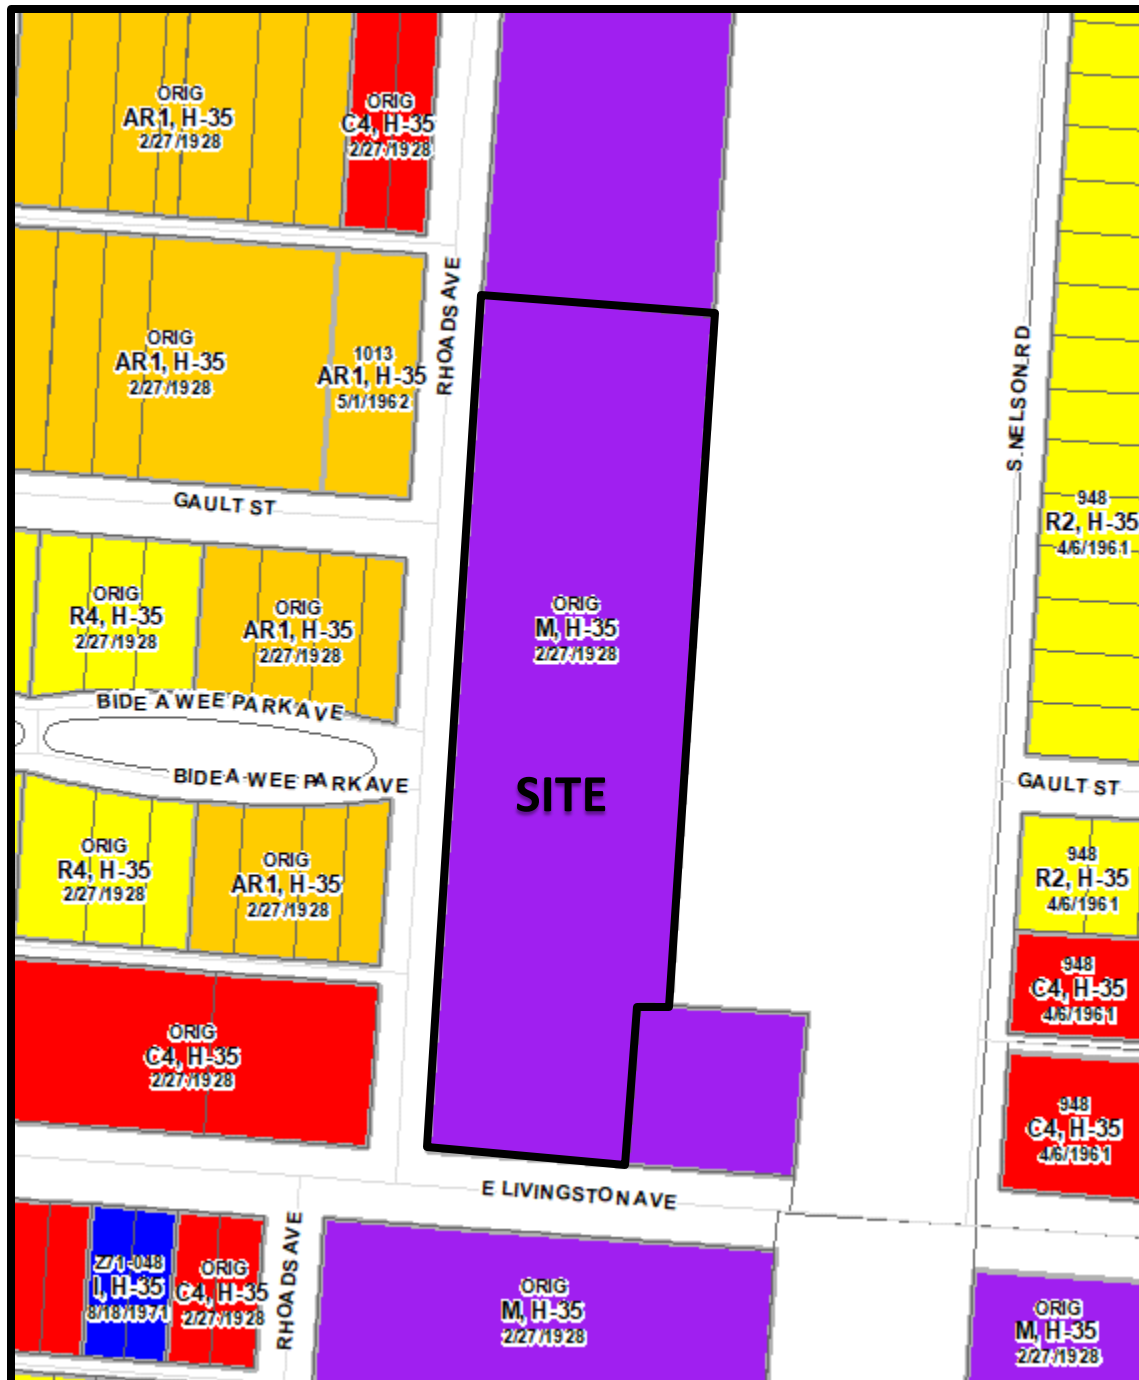 ORIG
AR1, H-35
2/27/1928
ORIG
C4, H-35
2/27/1928
RHOADS AVE
ORIG
AR1, H-35
2/27/1928
1013
AR1, H-35
5/1/1962
S. NELSON RD
GAULT ST
948
R2, H-35
4/6/1961
ORIG
R4, H-35
2/27/1928
ORIG
AR1, H-35
2/27/1928
ORIG
M, H-35
2/27/1928
BIDE A WEE PARK AVE
BIDE A WEE PARK AVE
SITE
GAULT ST
ORIG
R4, H-35
2/27/1928
ORIG
AR1, H-35
2/27/1928
948
R2, H-35
4/6/1961
948
C4, H-35
4/6/1961
ORIG
C4, H-35
2/27/1928
948
C4, H-35
4/6/1961
E LIVINGSTON AVE
RHOADS AVE
Z71-048
I, H-35
8/18/1971
ORIG
C4, H-35
2/27/1928
ORIG
M, H-35
2/27/1928
ORIG
M, H-35
2/27/1928